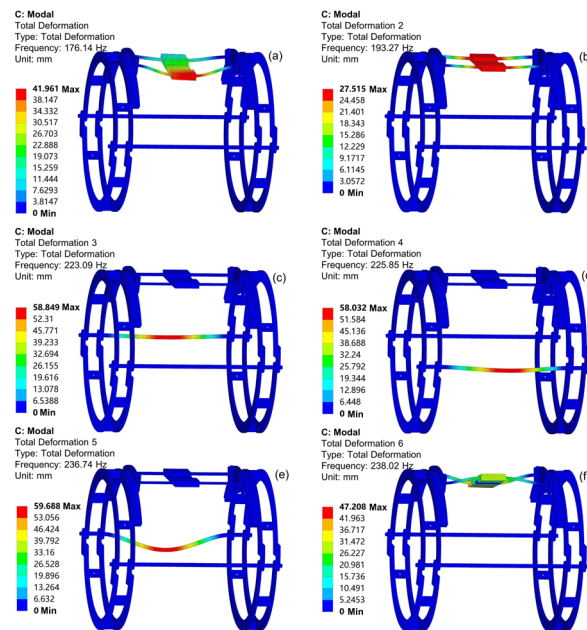 C: Modal
Total Deformation
Type: Total Deformation
Frequency: 176.14 Hz
Unit: mm
(a)
41.961 Max
38.147
34.332
30.517
26.703
22.888
19.073
15.259
11.444
7.6293
3.8147
0 Min
C: Modal
Total Deformation 2
Type: Total Deformation
Frequency: 193.27 Hz
Unit: mm
(b
27.515 Max
24.458
21.401
18.343
15.286
12.229
9.1717
6.1145
3.0572
0 Min
C: Modal
Total Deformation 3
Type: Total Deformation
Frequency: 223.09 Hz
Unit: mm
(c)
58.849 Max
52.31
45.771
39.233
32.694
26.155
19.616
13.078
6.5388
0 Min
C: Modal
Total Deformation 4
Type: Total Deformation
Frequency: 225.85 Hz
Unit: mm
58.032 Max
51.584
45.136
38.688
32.24
25.792
19.344
12.896
6.448
0 Min
C: Modal
Total Deformation 5
Type: Total Deformation
Frequency: 236.74 Hz
Unit: mm
(e)
59.688 Max
53.056
46.424
39.792
33.16
26.528
19.896
13.264
6.632
0 Min
C: Modal
Total Deformation 6
Type: Total Deformation
Frequency: 238.02 Hz
Unit: mm
(f
47.208 Max
41.963
36.717
31.472
26.227
20.981
15.736
10.491
5.2453
0 Min